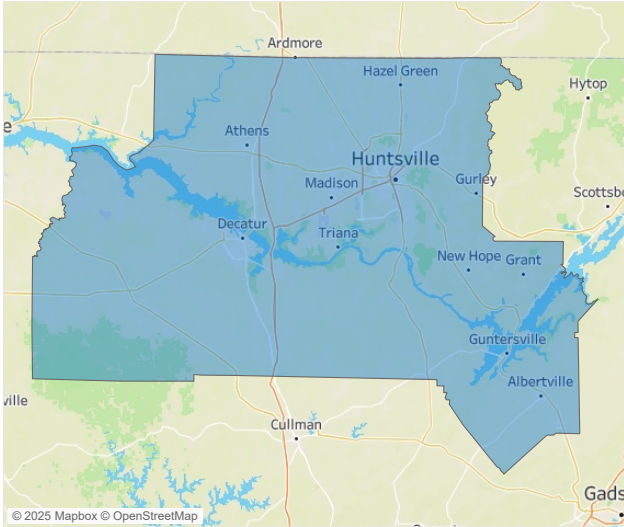 Ardmore
Hazel Green
Hytop
e
Athens
Huntsville
Madison
Gurley
Scottsbo
Decatur
Triana
New Hope
Grant
Guntersville
Albertville
ville
Cullman
Gads
© 2025 Mapbox © OpenStreetMap